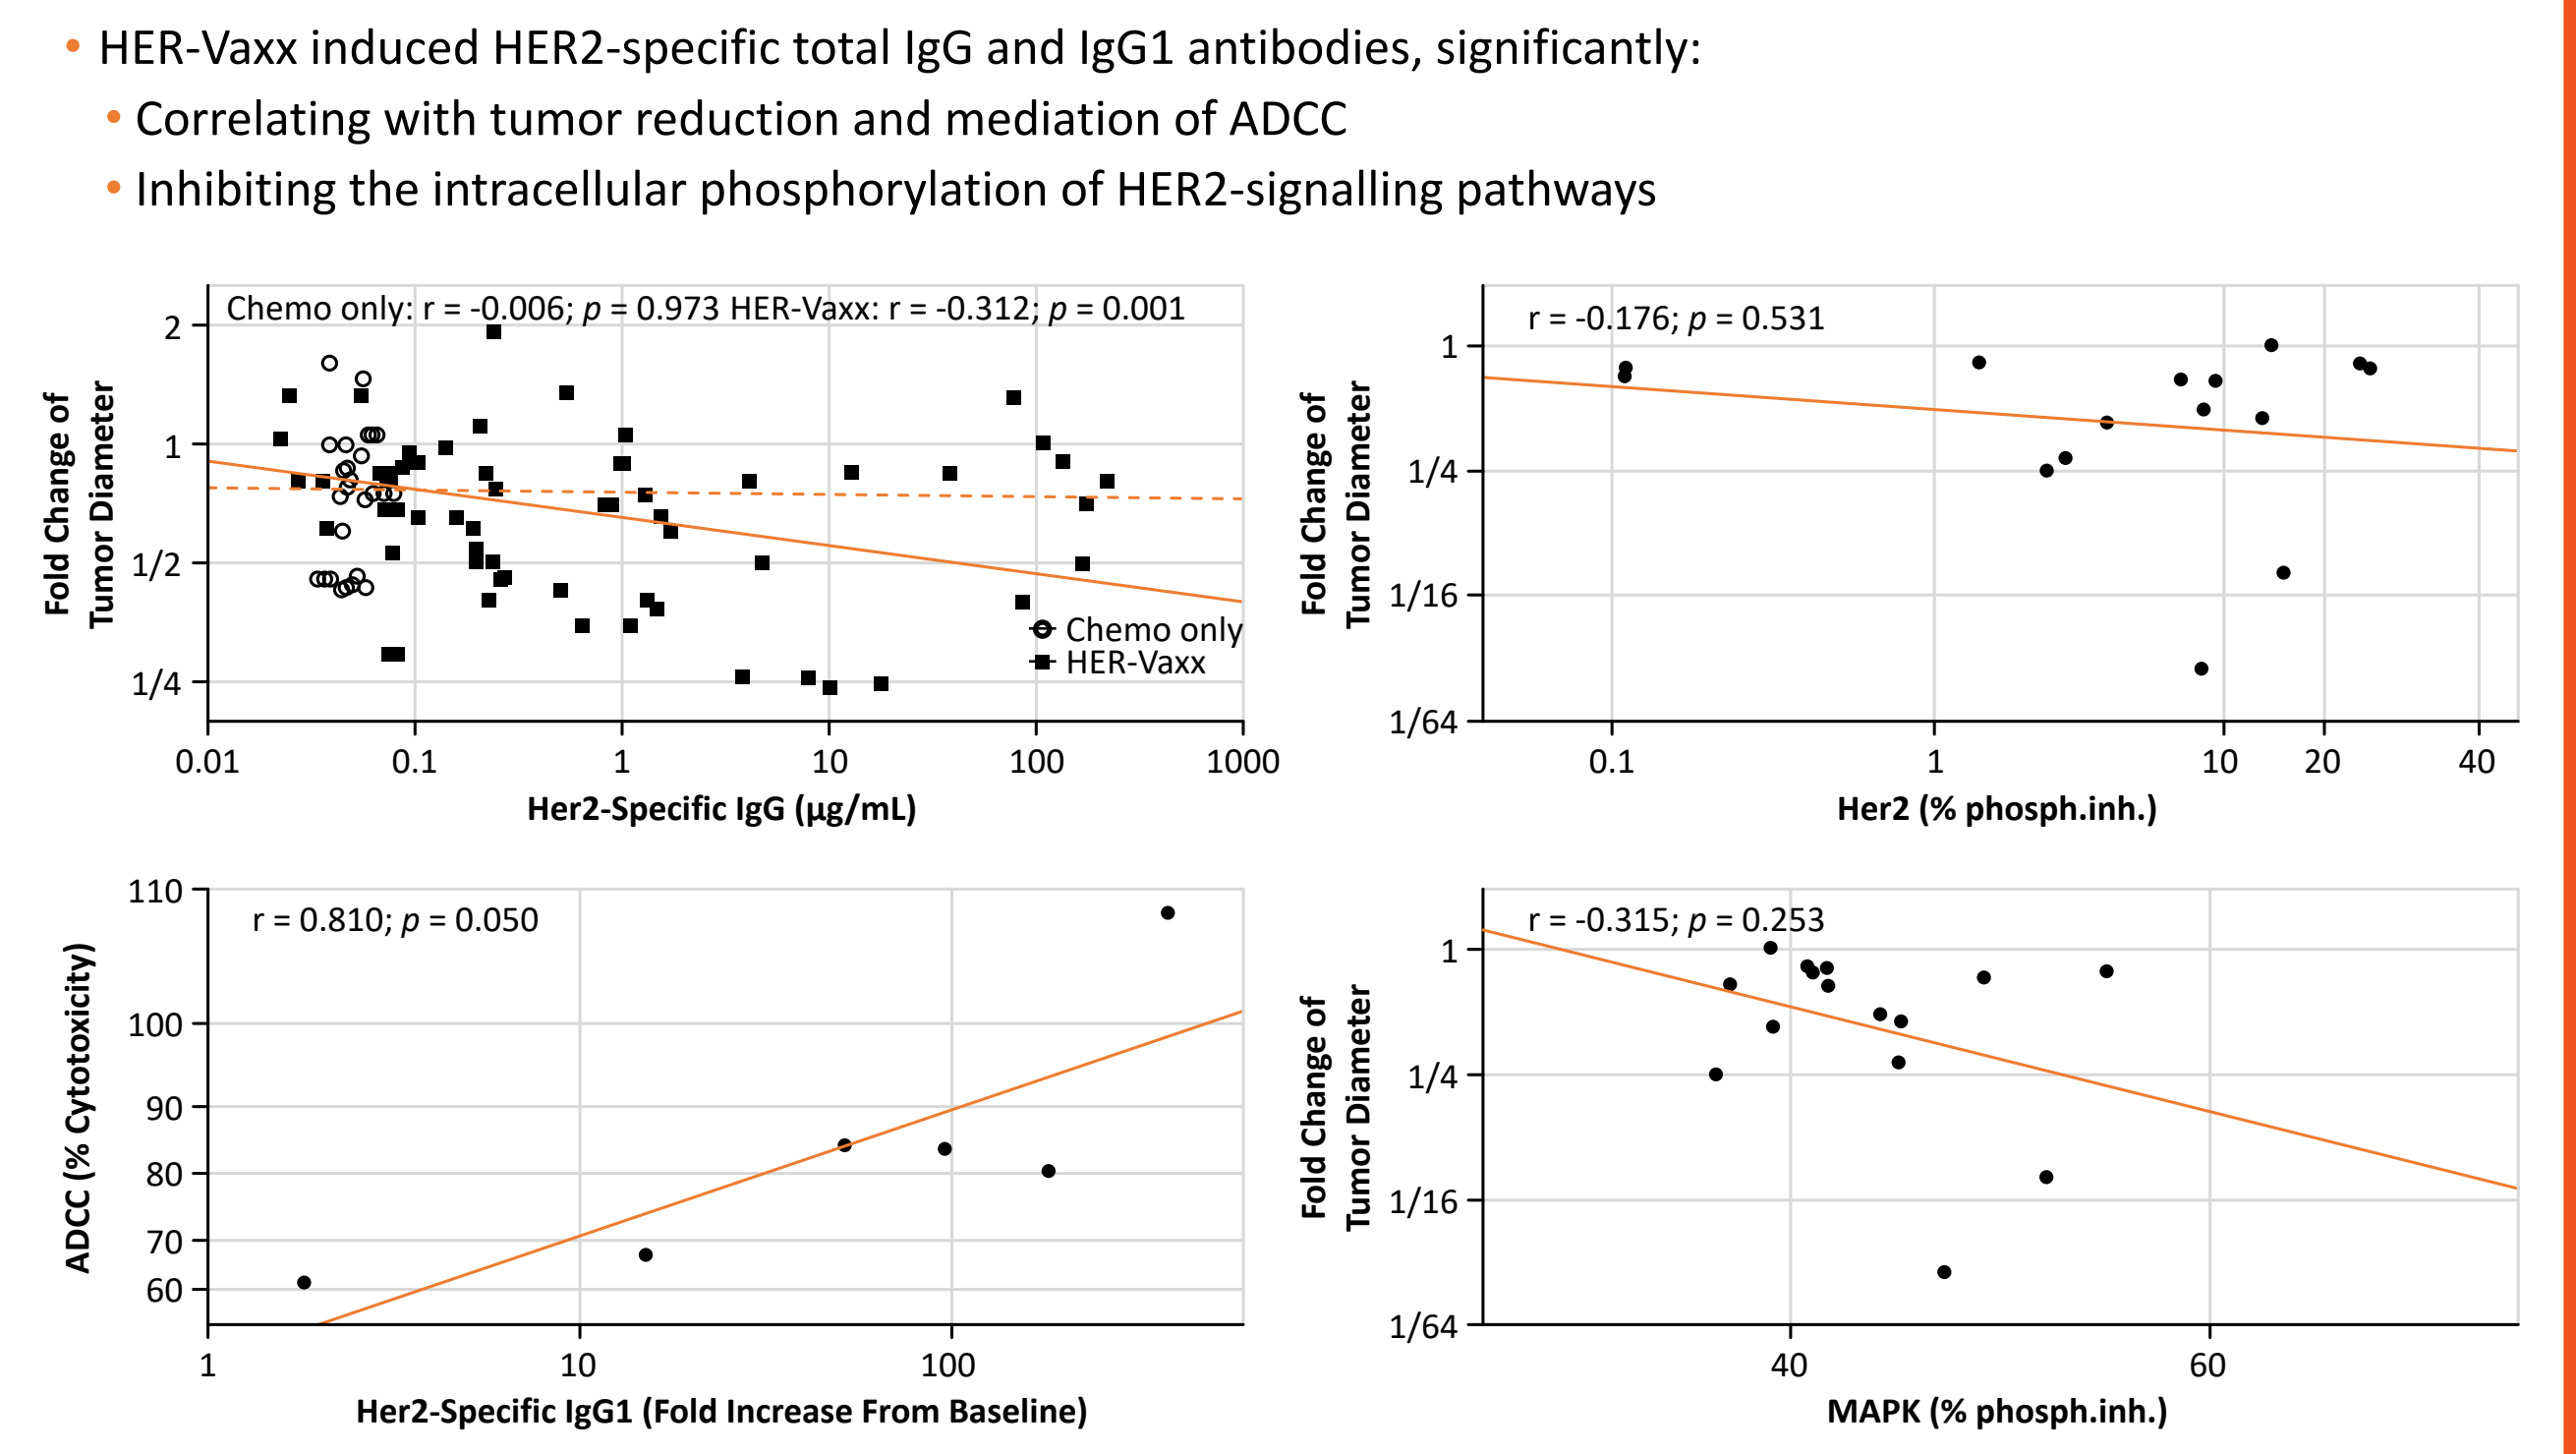 • HER-Vaxx induced HER2-specific total IgG and IgG1 antibodies, significantly:
• Correlating with tumor reduction and mediation of ADCC
• Inhibiting the intracellular phosphorylation of HER2-signalling pathways
Chemo only: r = -0.006; p = 0.973 HER-Vaxx: r = -0.312; p = 0.001
Fold Change of
Tumor Diameter
2
1
1/2
1/4
Chemo only
HER-Vaxx
0.01 0.1 1 10 100 1000
Her2-Specific IgG (µg/mL)
r = -0.176; p = 0.531
Fold Change of
Tumor Diameter
1
1/4
1/16
1/64
0.1 1 10 20 40
Her2 (% phosph.inh.)
r = 0.810; p = 0.050
ADCC (% Cytotoxicity)
110
100
90
80
70
60
1 10 100
Her2-Specific IgG1 (Fold Increase From Baseline)
r = -0.315; p = 0.253
Fold Change of
Tumor Diameter
1
1/4
1/16
1/64
40 60
MAPK (% phosph.inh.)